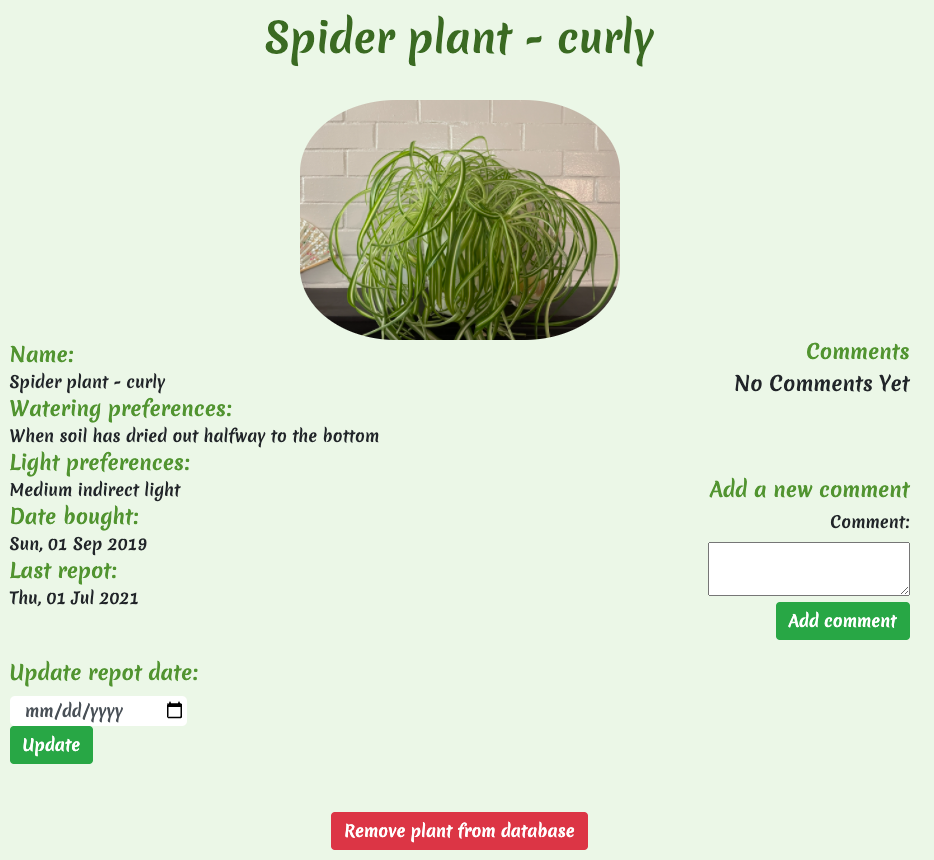 Spider plant - curly
Name:
Spider plant - curly
Watering preferences:
When soil has dried out halfway to the bottom
Light preferences:
Medium indirect light
Date bought:
Sun, 01 Sep 2019
Last repot:
Thu, 01 Jul 2021
Update repot date:
mm/dd/yyyy
Update
Comments
No Comments Yet
Add a new comment
Comment:
Add comment
Remove plant from database